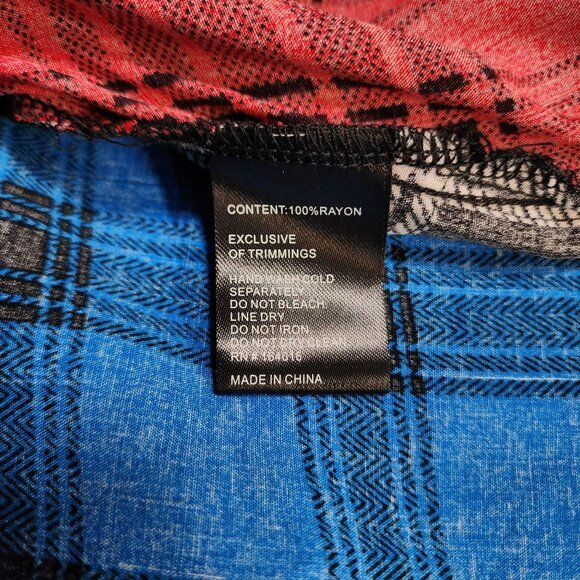 CONTENT:100%RAYON
EXCLUSIVE
OF TRIMMINGS
HAND WASH COLD
SEPARATELY
DO NOT BLEACH
LINE DRY
DO NOT IRON
DO NOT DRY CLEAN
RN # 164016
MADE IN CHINA